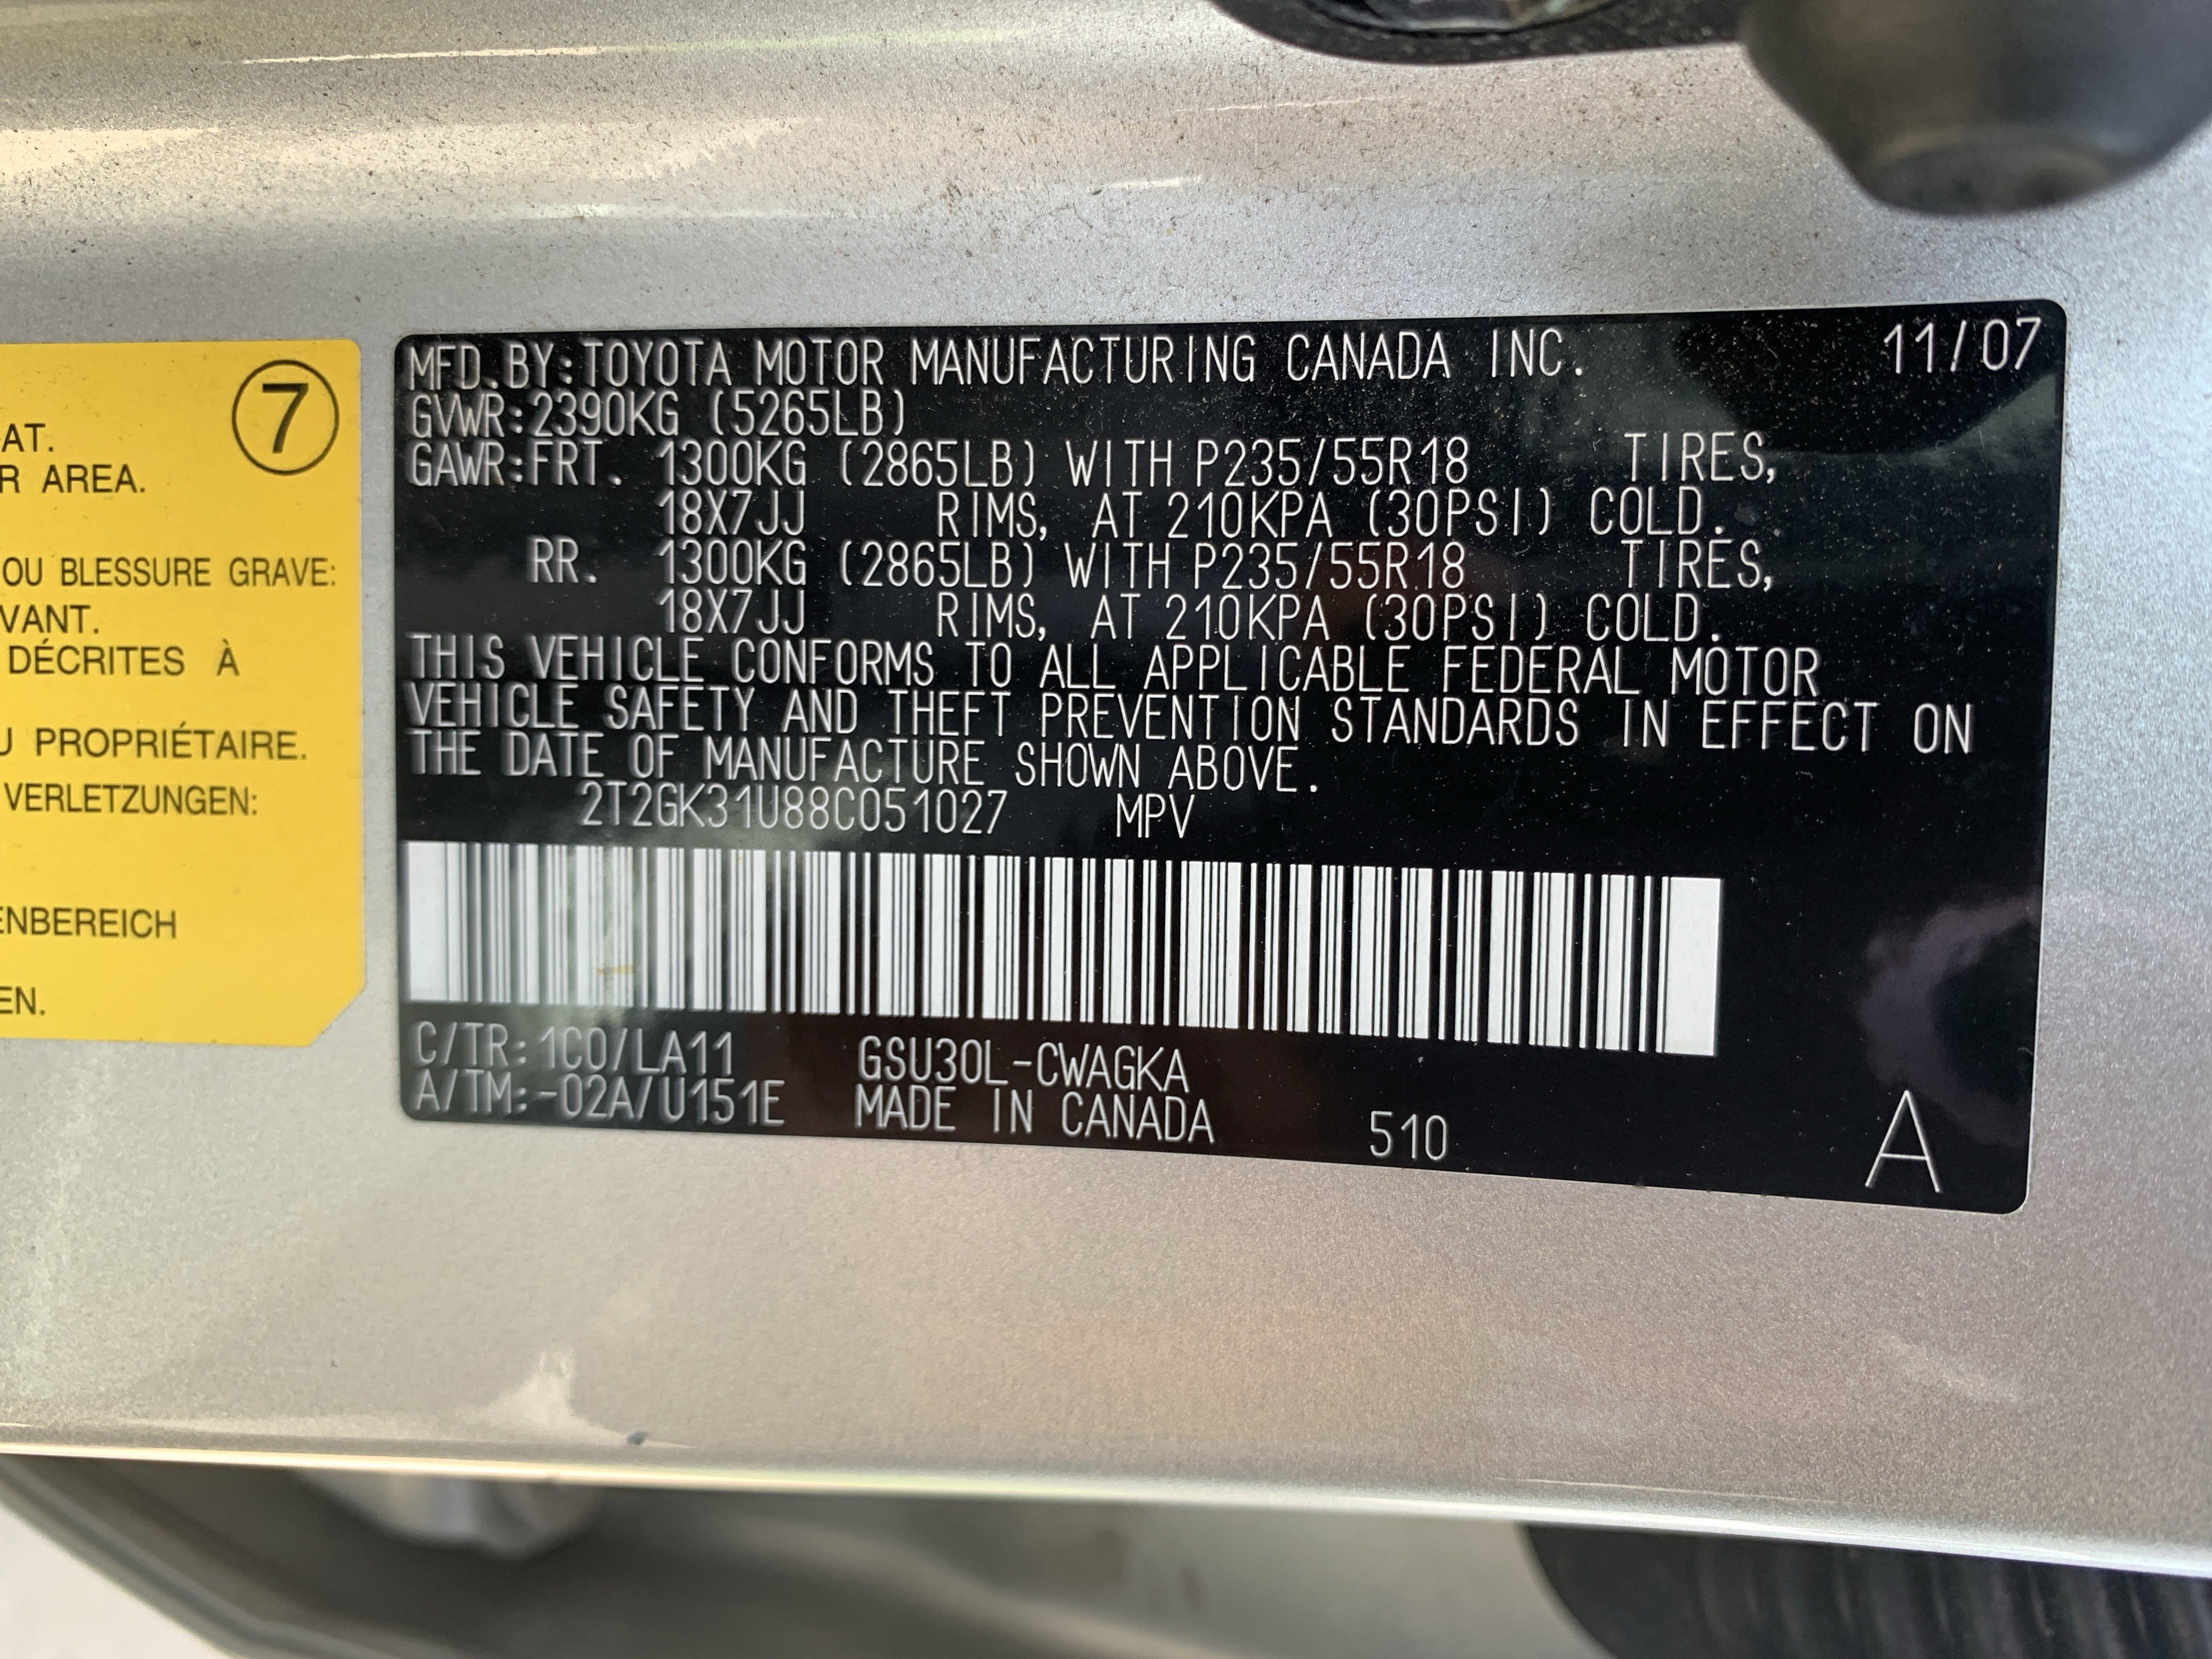 7
AT.
R AREA.
OU BLESSURE GRAVE:
VANT.
DÉCRITES À
U PROPRIÉTAIRE.
VERLETZUNGEN:
ENBEREICH
EN.
MFD.BY:TOYOTA MOTOR MANUFACTURING CANADA INC. 11/07
GVWR:2390KG (5265LB)
GAWR:FRT. 1300KG (2865LB) WITH P235/55R18 TIRES,
18X7JJ RIMS, AT 210KPA (30PSI) COLD.
RR. 1300KG (2865LB) WITH P235/55R18 TIRES,
18X7JJ RIMS, AT 210KPA (30PSI) COLD.
THIS VEHICLE CONFORMS TO ALL APPLICABLE FEDERAL MOTOR
VEHICLE SAFETY AND THEFT PREVENTION STANDARDS IN EFFECT ON
THE DATE OF MANUFACTURE SHOWN ABOVE.
2T2GK31U88C051027 MPV
C/TR:1C0/LA11 GSU30L-CWAGKA
A/TM:-02A/U151E MADE IN CANADA 510 A